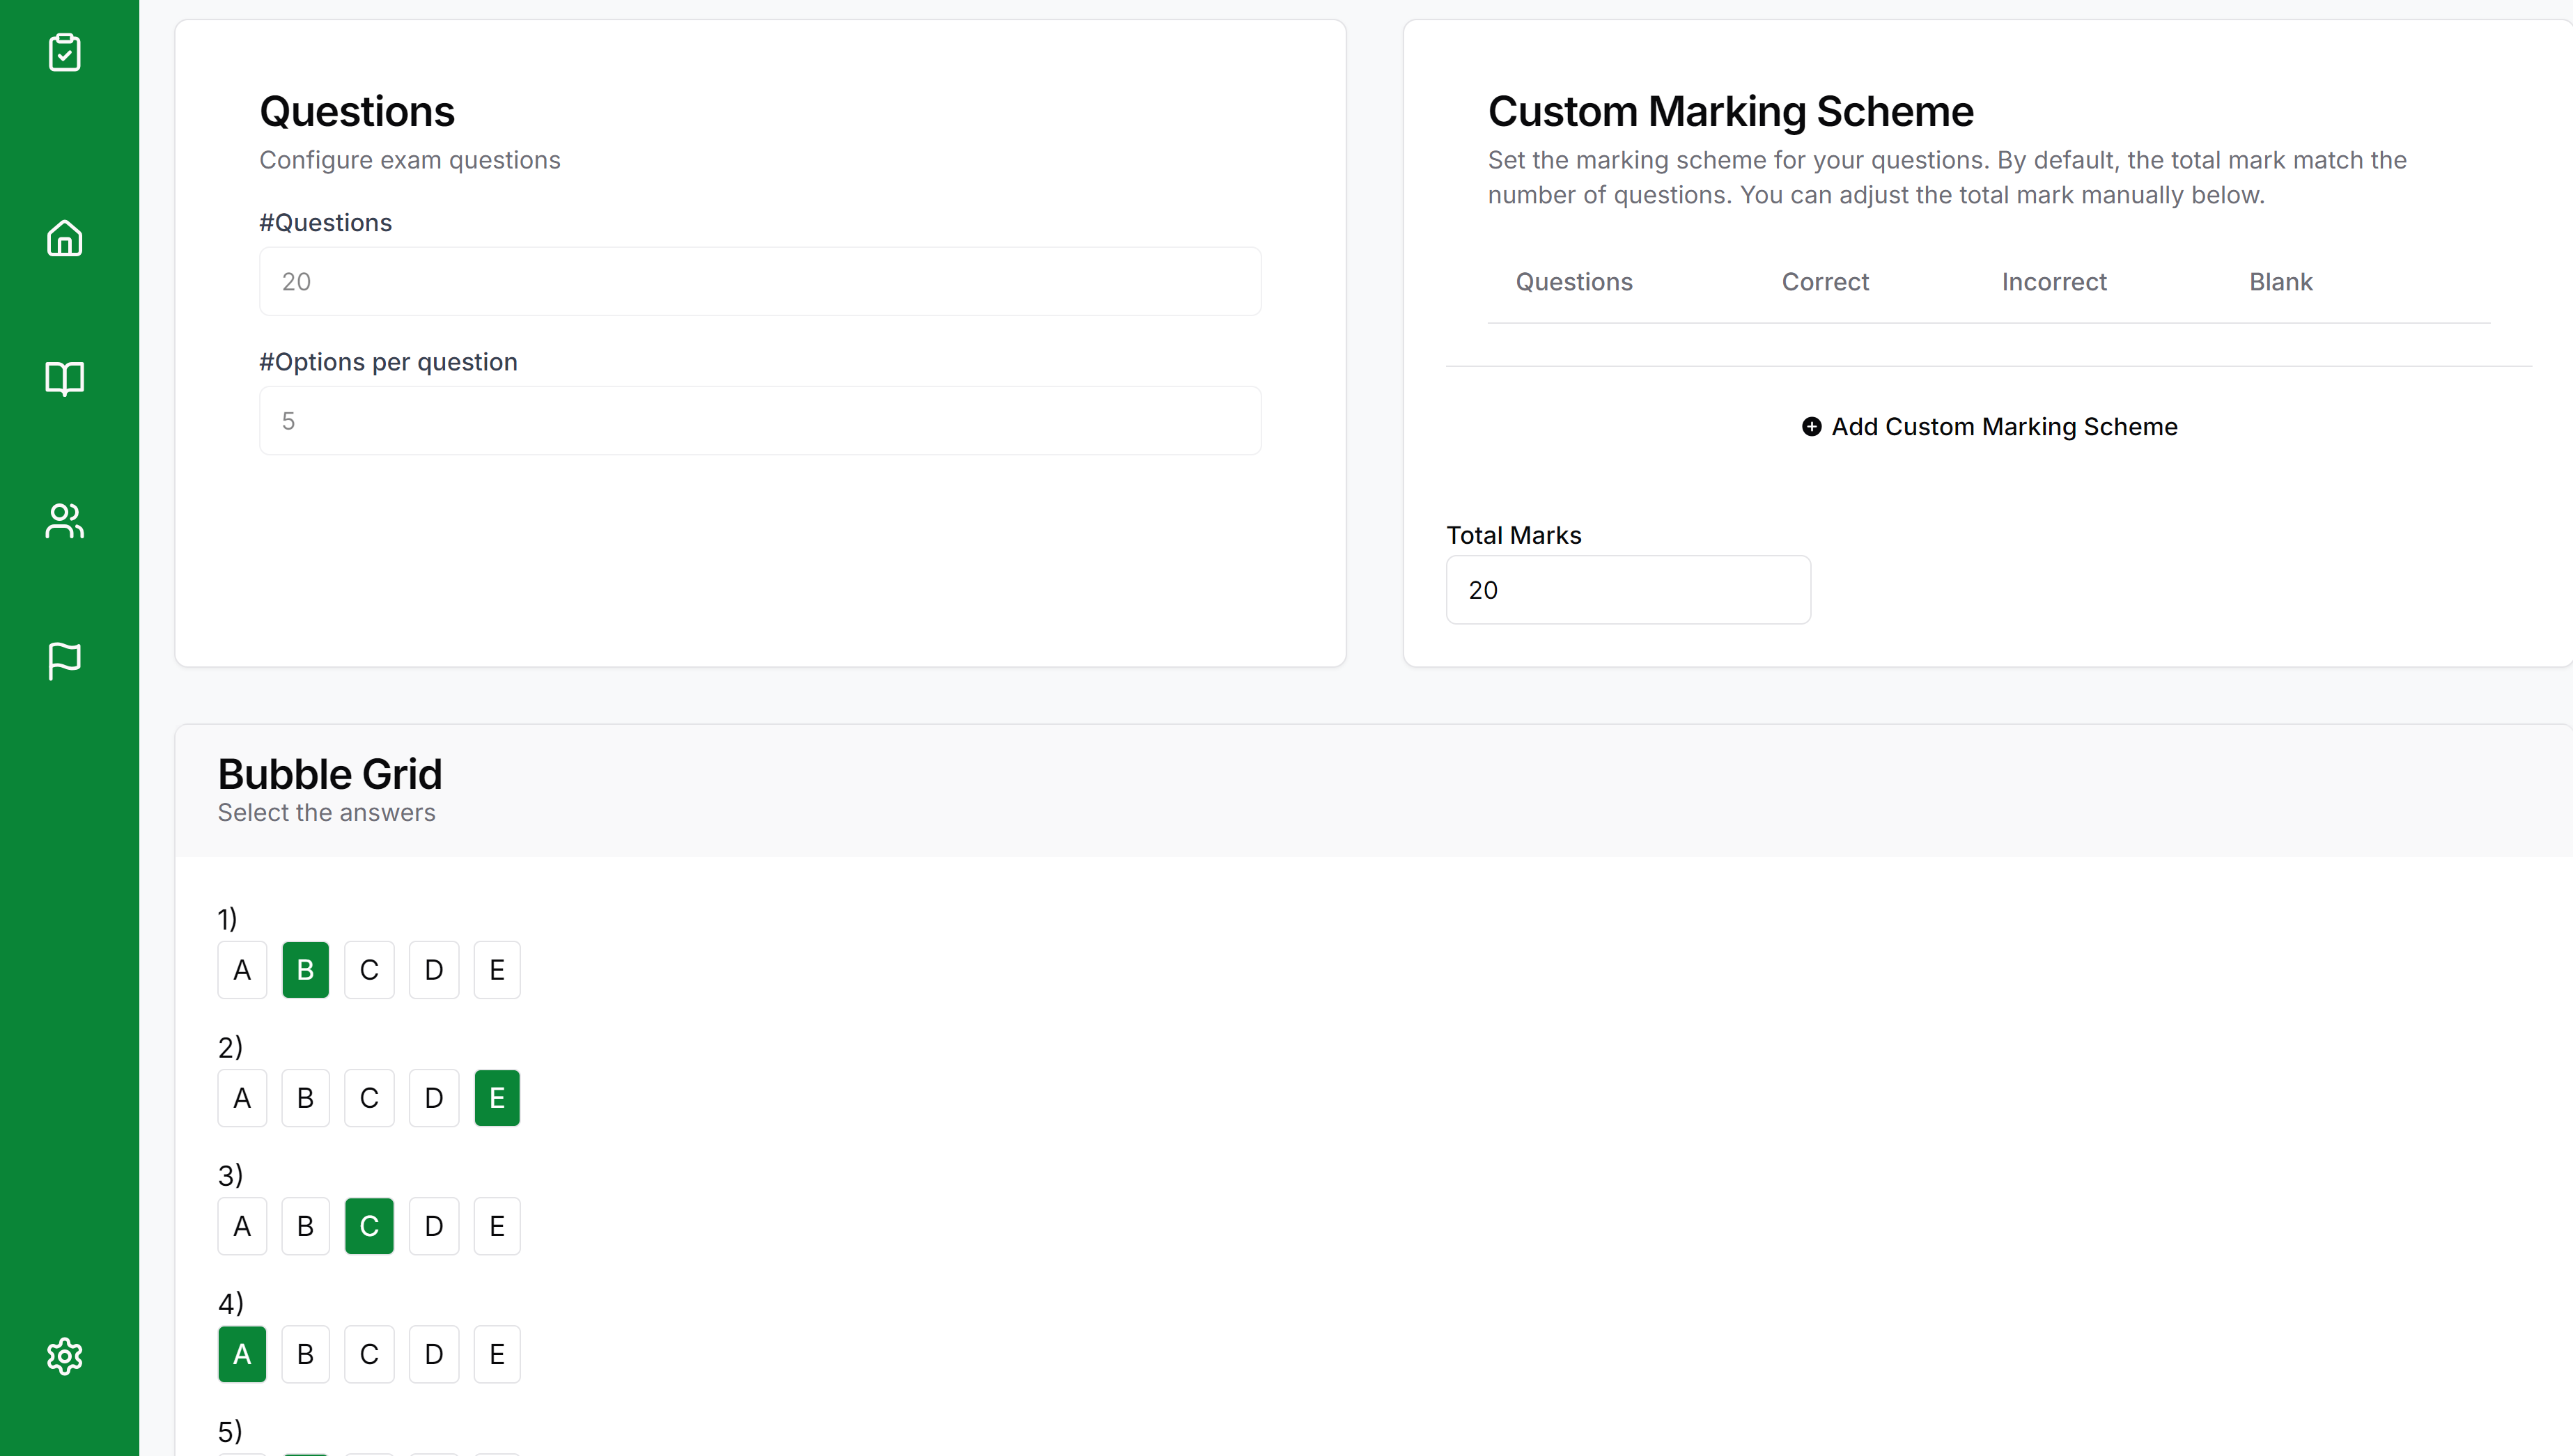 Questions
Configure exam questions
#Questions
20
#Options per question
5
Custom Marking Scheme
Set the marking scheme for your questions. By default, the total mark match the
number of questions. You can adjust the total mark manually below.
Questions Correct Incorrect Blank
Add Custom Marking Scheme
Total Marks
20
Bubble Grid
Select the answers
1)
A B C D E
2)
A B C D E
3)
A B C D E
4)
A B C D E
5)